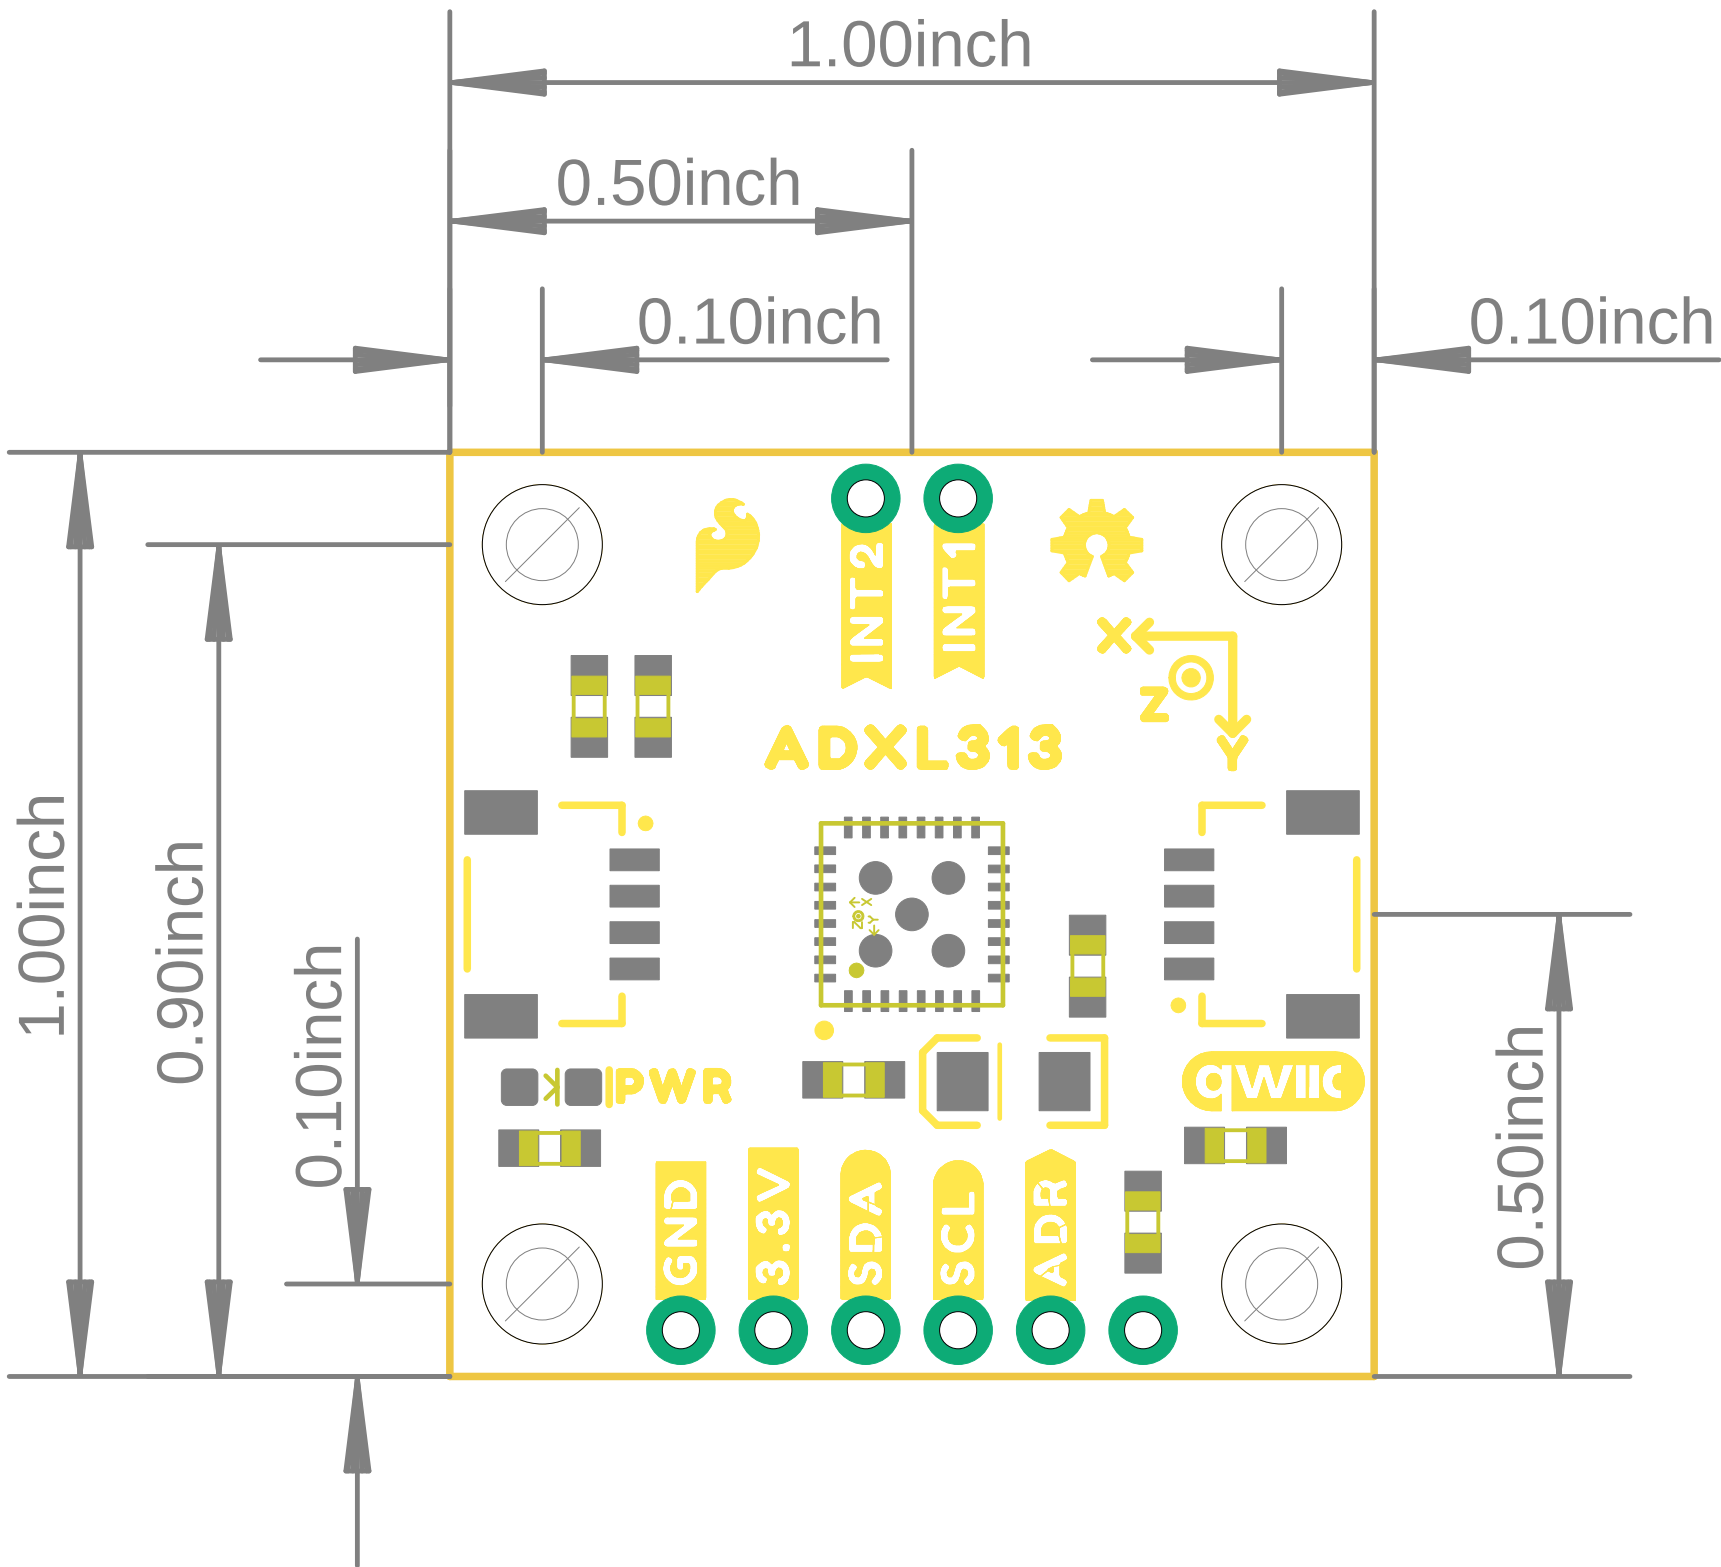 1.00inch
0.50inch
0.10inch
0.10inch
1.00inch
0.90inch
0.10inch
0.50inch
INT2
INT1
X
Z
Y
ADXL313
X
Z
Y
PWR
qwiic
GND
3.3V
SDA
SCL
ADR